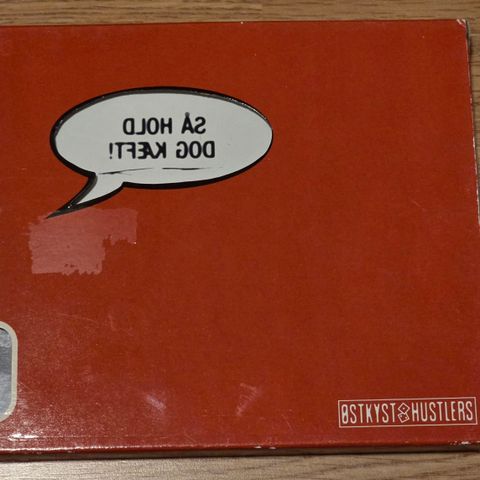 SÅ HOLD
DOG KÆFT!
ØSTKYST HUSTLERS